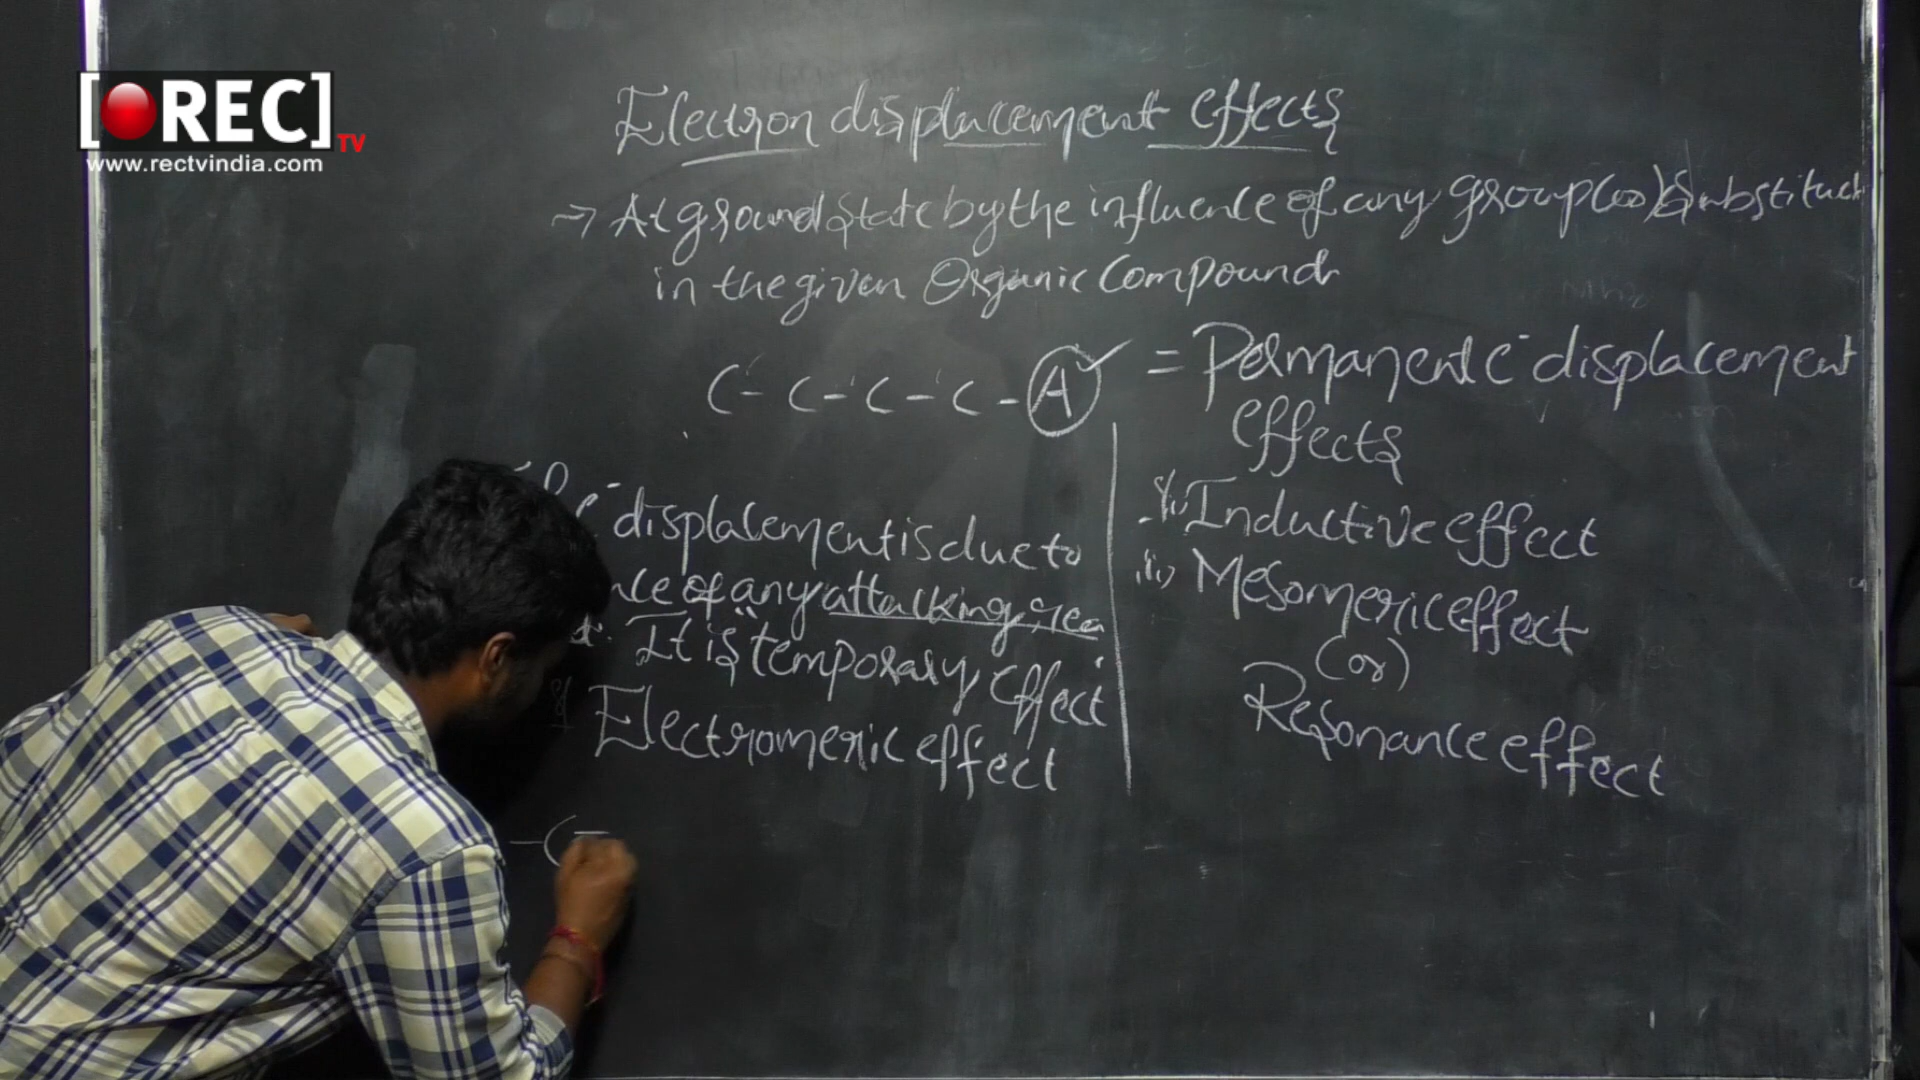 [REC]
TV
www.rectvindia.com
Electron displacement effects
→ At ground state by the influence of any group (or) Substituent
in the given Organic Compound
C - C - C - C - A = Permanent e⁻ displacement
effects
e⁻ displacement is due to
of any attacking rea
It is "temporary effect
Electromeric effect
- C =
i) Inductive effect
ii) Mesomeric effect
(or)
Resonance effect